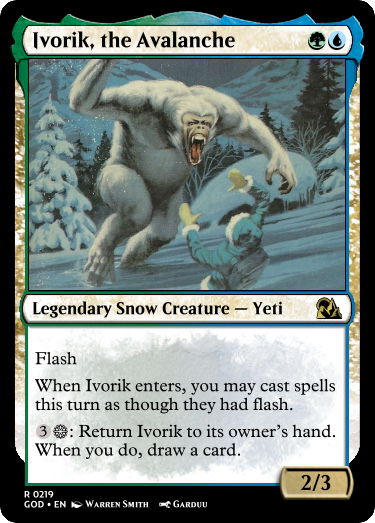 Ivorik, the Avalanche
Legendary Snow Creature — Yeti
Flash
When Ivorik enters, you may cast spells
this turn as though they had flash.
3: Return Ivorik to its owner's hand.
When you do, draw a card.
2/3
R 0219
GOD • EN Warren Smith Garduu